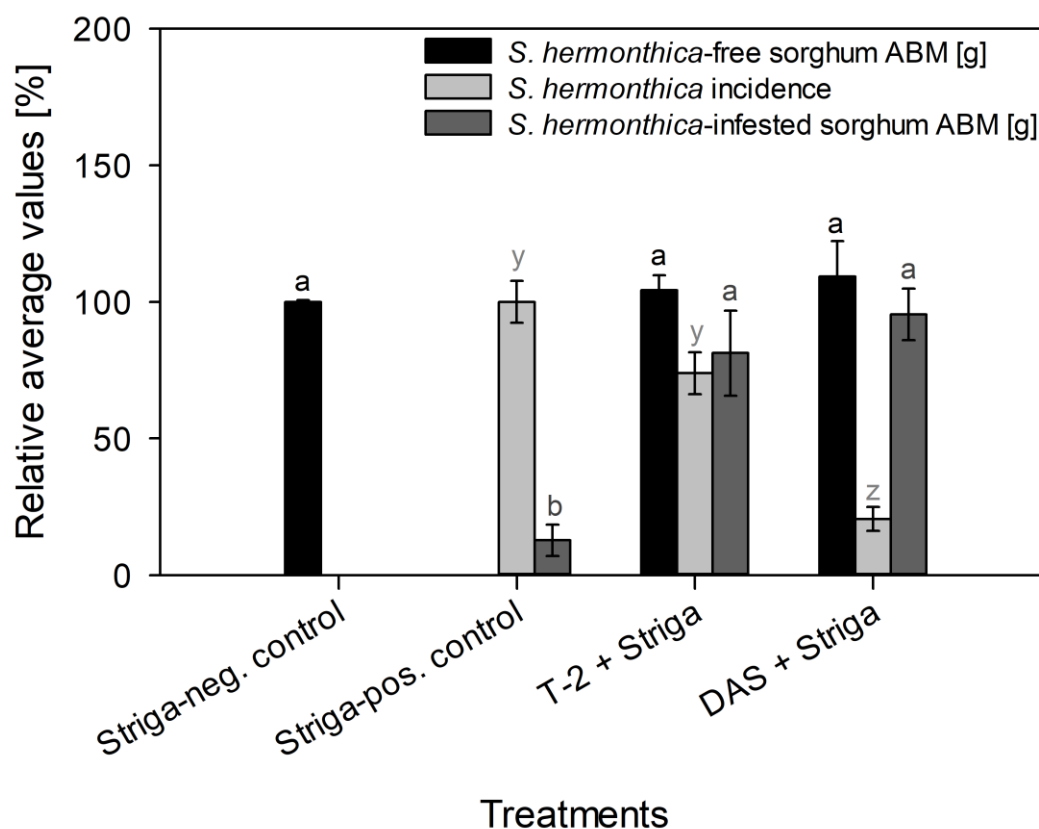 Relative average values [%]
200
150
100
50
0
S. hermonthica-free sorghum ABM [g]
S. hermonthica incidence
S. hermonthica-infested sorghum ABM [g]
a
y
b
a
y
a
a
z
a
Striga-neg. control
Striga-pos. control
T-2 + Striga
DAS + Striga
Treatments